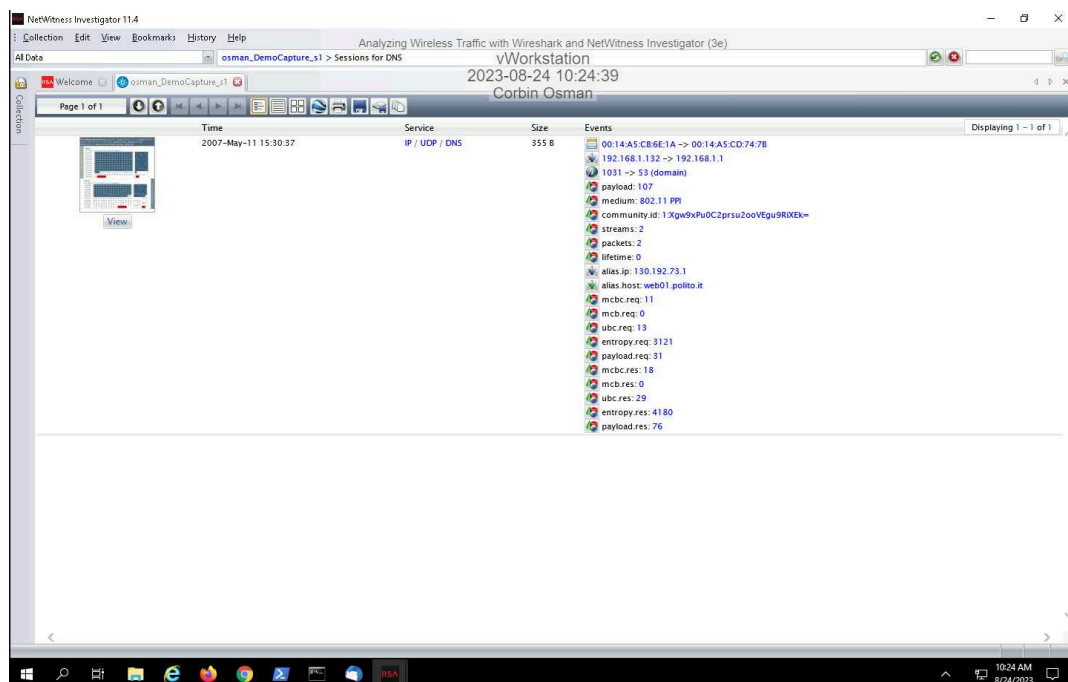 RSA NetWitness Investigator 11.4
Collection Edit View Bookmarks History Help
Analyzing Wireless Traffic with Wireshark and NetWitness Investigator (3e)
All Data
osman_DemoCapture_s1 > Sessions for DNS
vWorkstation
2023-08-24 10:24:39
Corbin Osman
RSA Welcome
osman_DemoCapture_s1
Collection
Page 1 of 1
Time Service Size Events Displaying 1 - 1 of 1
2007-May-11 15:30:37 IP / UDP / DNS 355 B
00:14:A5:CB:6E:1A -> 00:14:A5:CD:74:7B
192.168.1.132 -> 192.168.1.1
1031 -> 53 (domain)
payload: 107
medium: 802.11 PPI
community.id: 1:Xgw9xPu0C2prsu2ooVEgu9RiXEk=
streams: 2
packets: 2
lifetime: 0
alias.ip: 130.192.73.1
alias.host: web01.polito.it
mcbc.req: 11
mcb.req: 0
ubc.req: 13
entropy.req: 3121
payload.req: 31
mcbc.res: 18
mcb.res: 0
ubc.res: 29
entropy.res: 4180
payload.res: 76
View
RSA
10:24 AM
8/24/2023